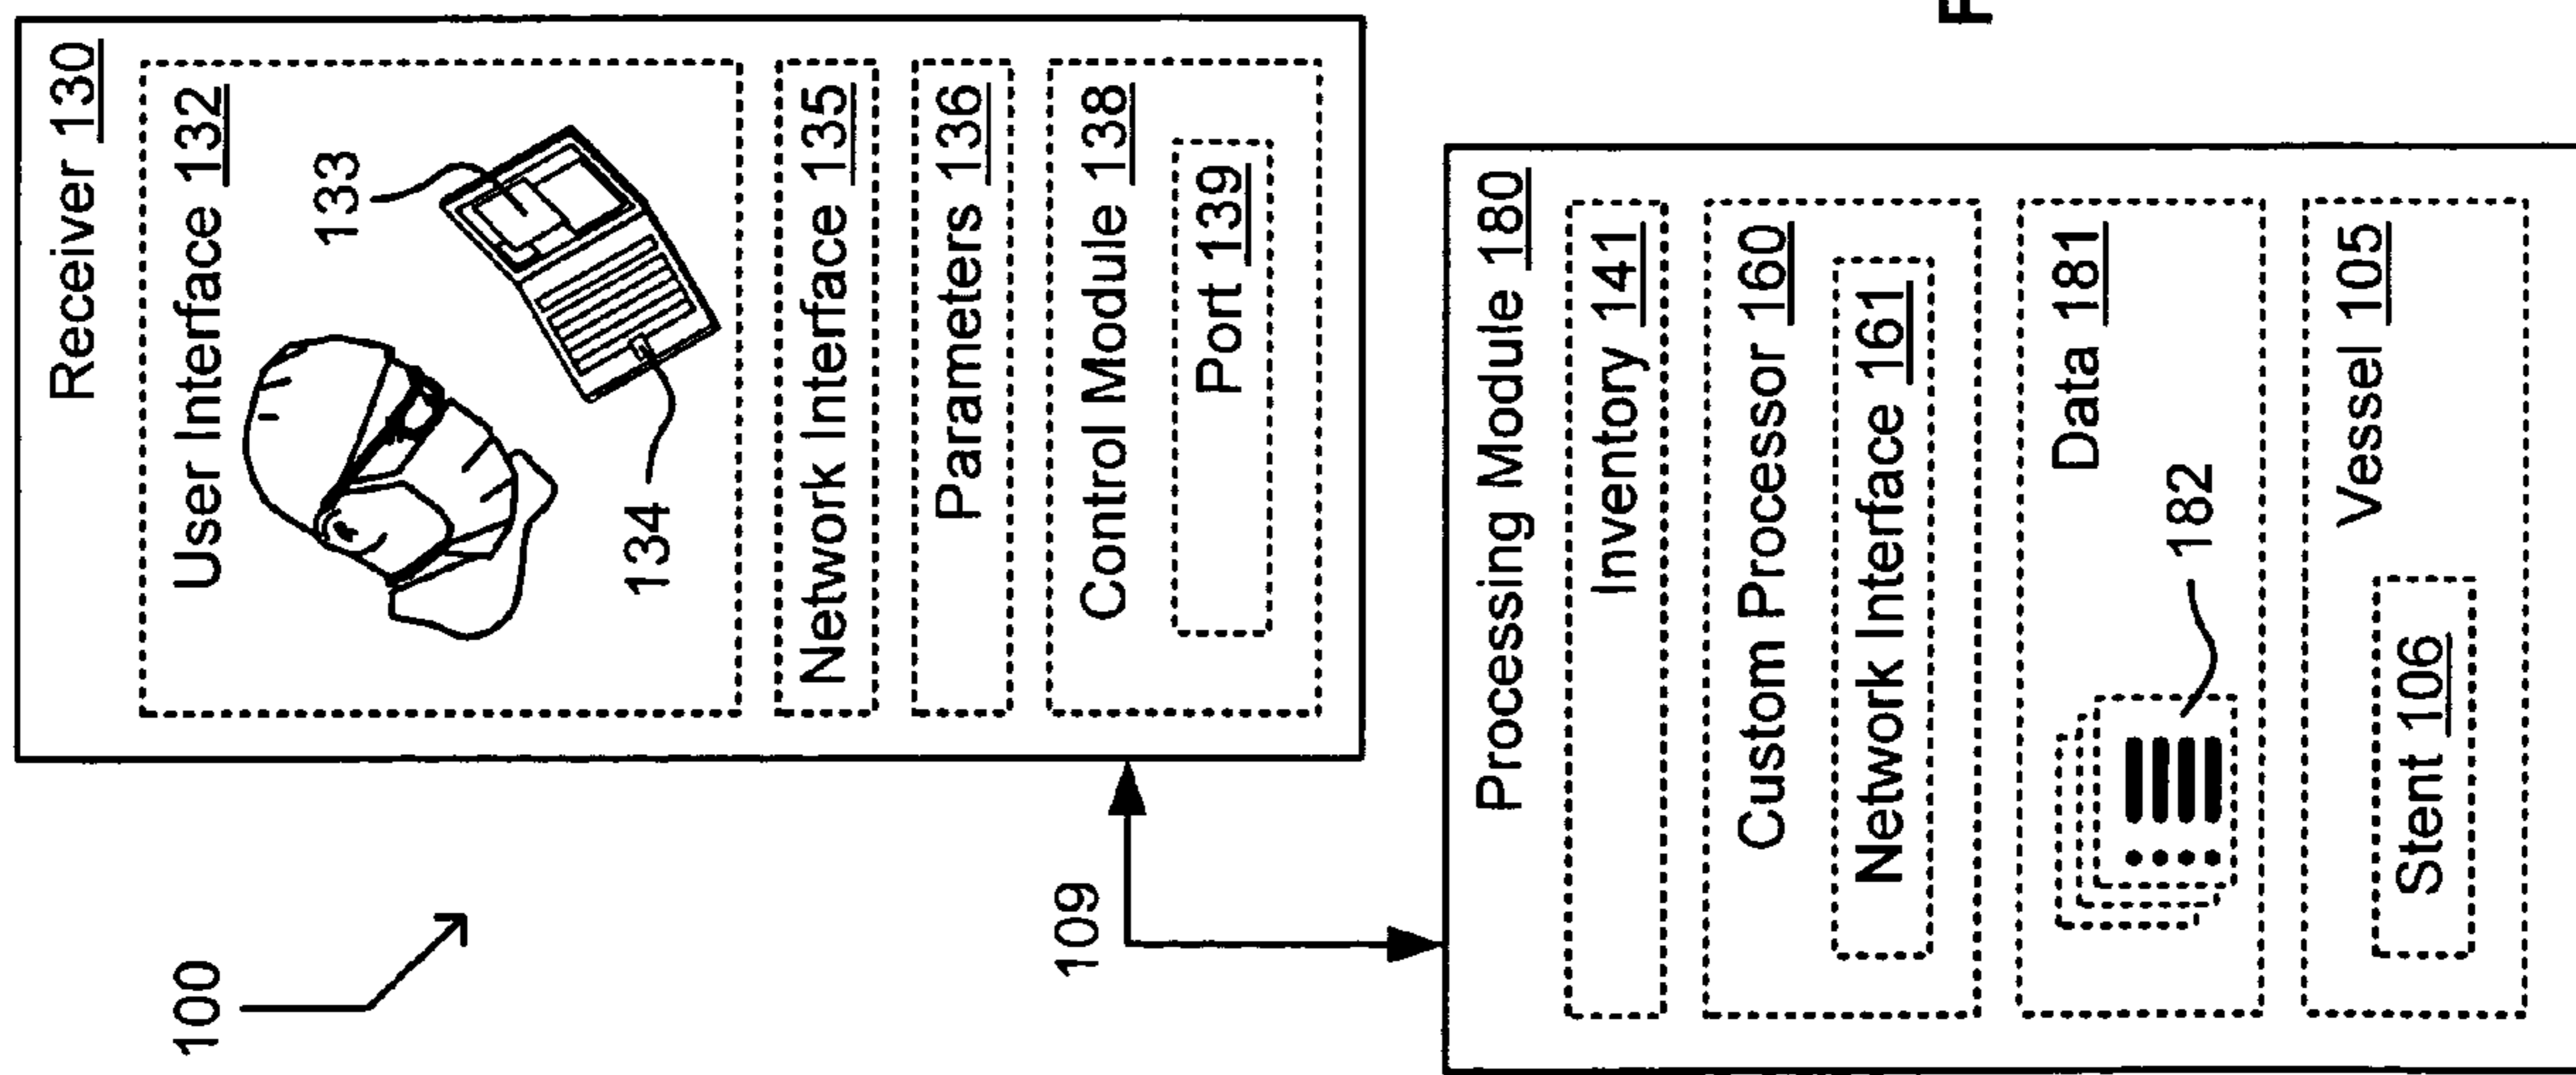 100
Receiver 130
User Interface 132
133
134
Network Interface 135
Parameters 136
Control Module 138
Port 139
109
Processing Module 180
Inventory 141
Custom Processor 160
Network Interface 161
Data 181
182
Vessel 105
Stent 106
F